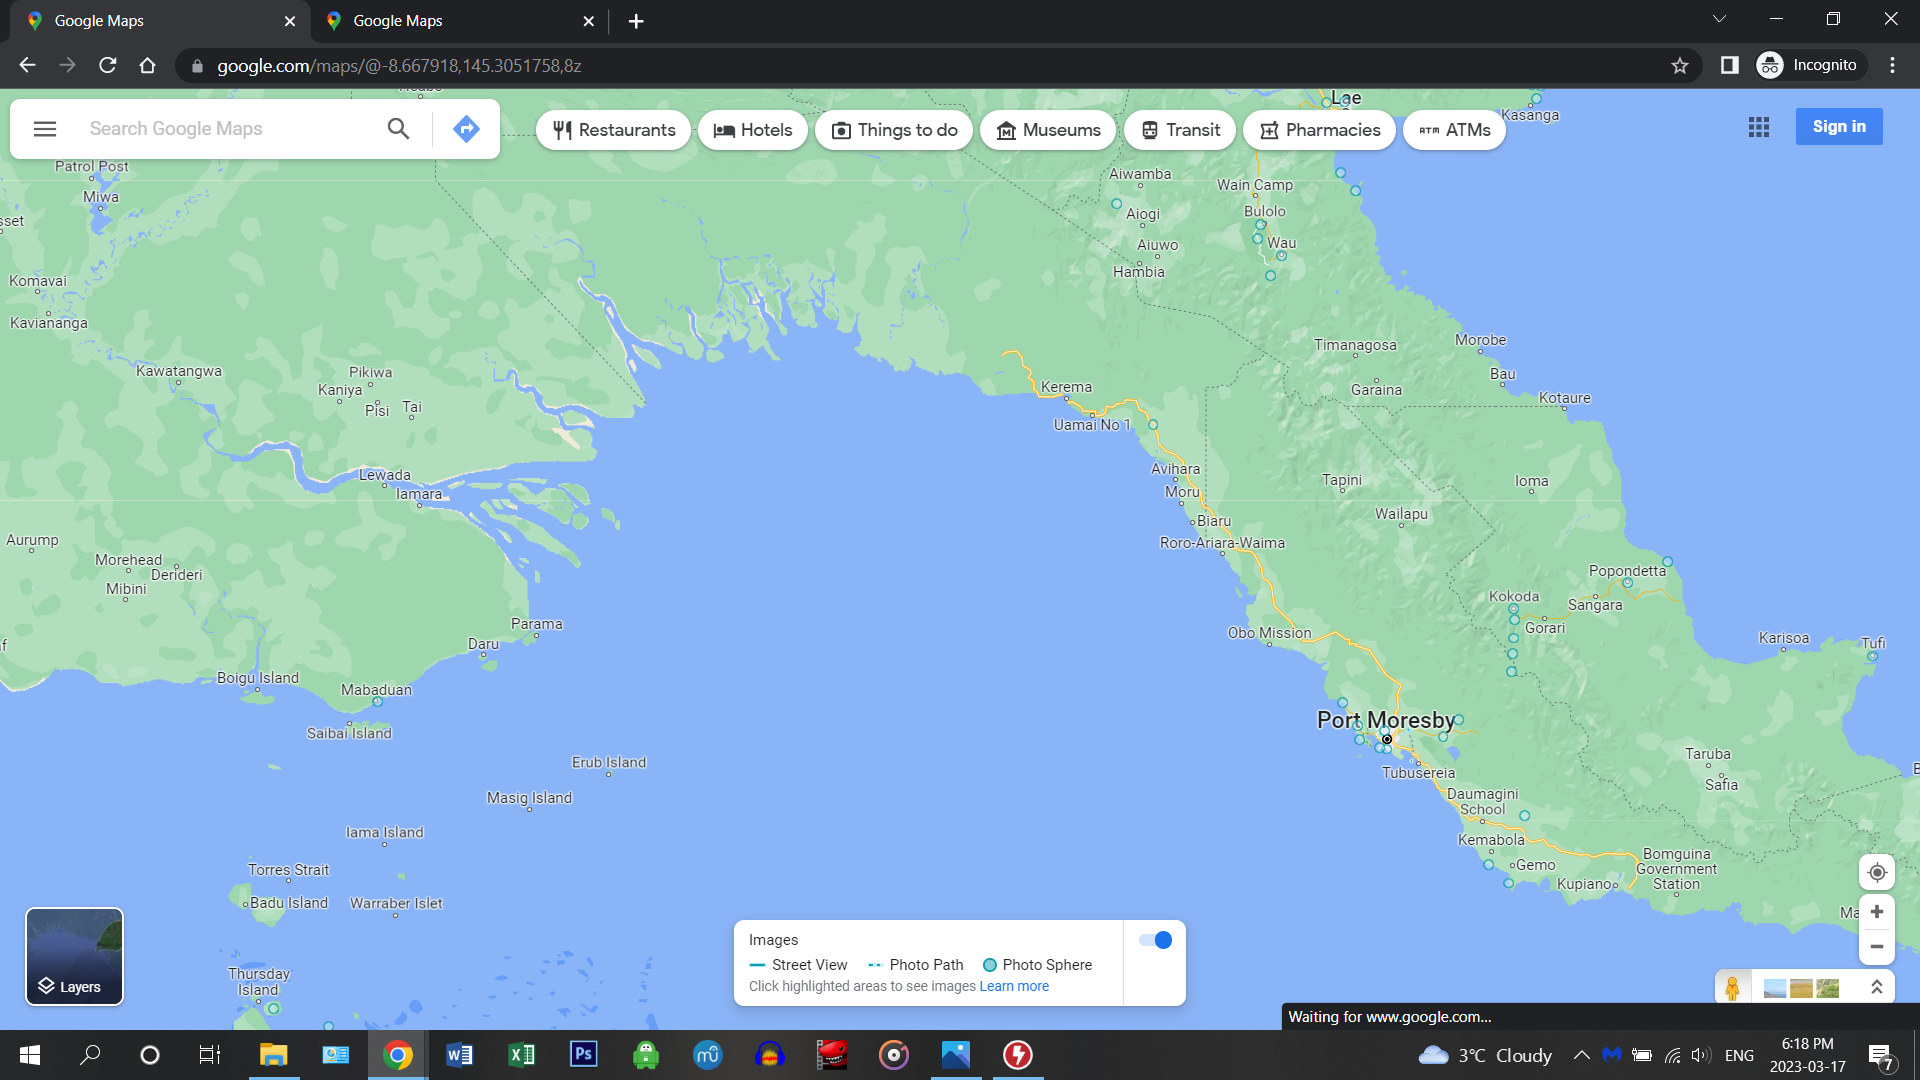 Google Maps
Google Maps
google.com/maps/@-8.667918,145.3051758,8z
Incognito
Search Google Maps
Restaurants
Hotels
Things to do
Museums
Transit
Pharmacies
ATM ATMs
Sign in
Lae
Kasanga
Patrol Post
Miwa
sset
Komavai
Kaviananga
Aiwamba
Aiogi
Aiuwo
Hambia
Wain Camp
Bulolo
Wau
Kawatangwa
Pikiwa
Kaniya
Pisi
Tai
Kerema
Uamai No 1
Timanagosa
Garaina
Morobe
Bau
Kotaure
Lewada
Iamara
Avihara
Moru
Biaru
Roro-Ariara-Waima
Tapini
Wailapu
Ioma
Aurump
Morehead
Derideri
Mibini
Popondetta
Kokoda
Sangara
Gorari
Parama
Daru
Obo Mission
Karisoa
Tufi
Boigu Island
Mabaduan
Saibai Island
Port Moresby
Tubusereia
Erub Island
Masig Island
Iama Island
Daumagini
School
Taruba
Safia
Kemabola
Gemo
Kupiano
Bomguina
Government
Station
Torres Strait
Badu Island
Warraber Islet
Ma
Thursday
Island
Layers
Images
Street View
Photo Path
Photo Sphere
Click highlighted areas to see images Learn more
Waiting for www.google.com...
W
X
Ps
mu
3°C Cloudy
ENG
6:18 PM
2023-03-17
7